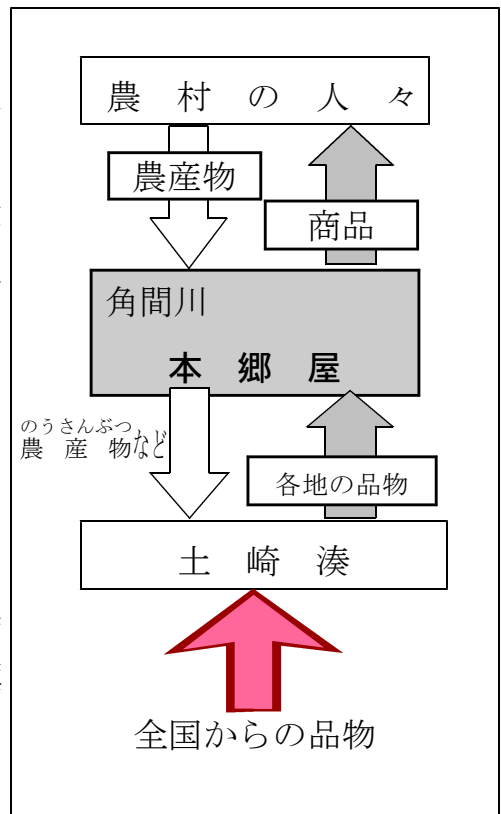 農村の人々
農産物
商品
角間川
本郷屋
のうさんぶつ
農産物など
各地の品物
土崎湊
全国からの品物